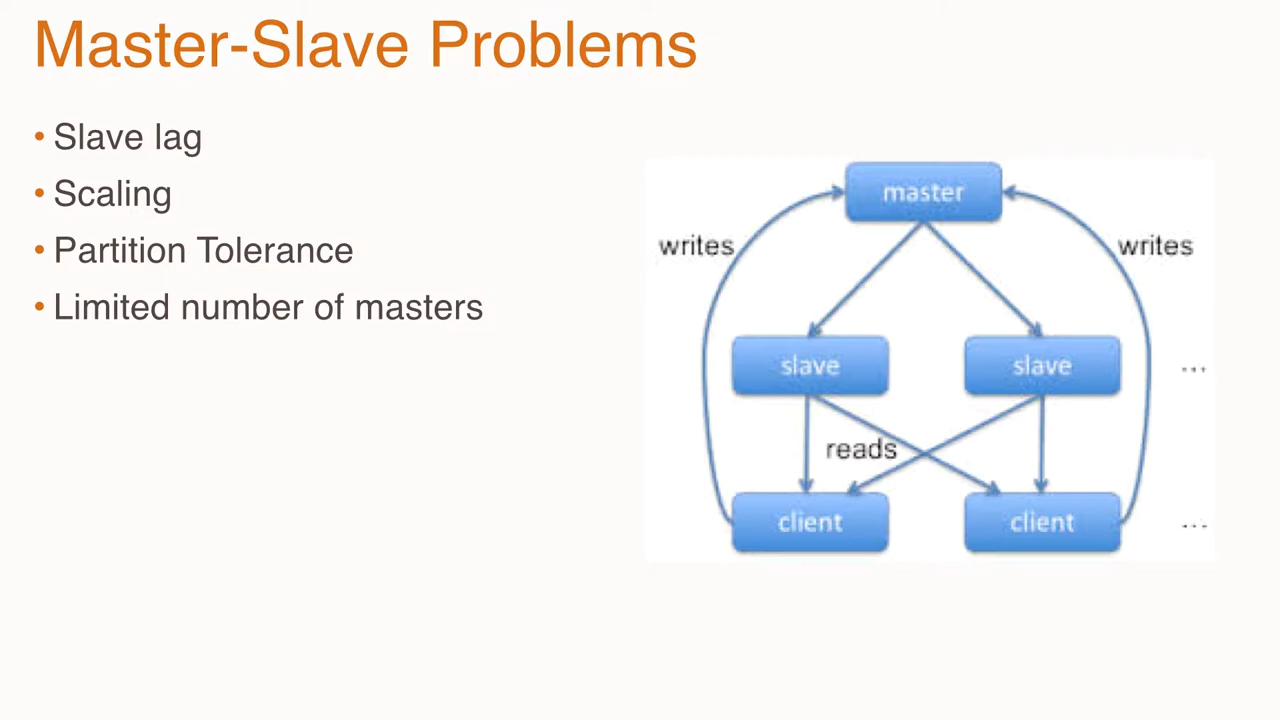 Master-Slave Problems
• Slave lag
• Scaling
• Partition Tolerance
• Limited number of masters
master
writes
writes
slave
slave
...
reads
client
client
...